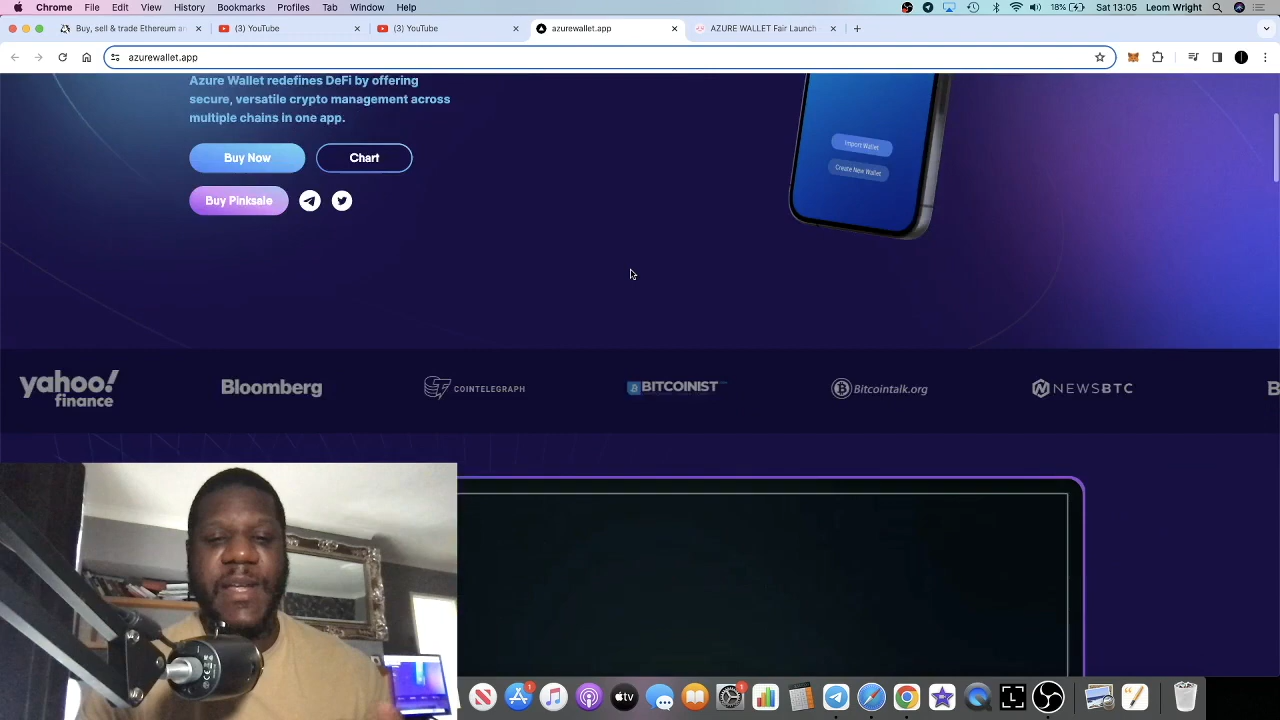 Chrome File Edit View History Bookmarks Profiles Tab Window Help 18% Sat 13:05 Leom Wright
Buy, sell & trade Ethereum an
(3) YouTube
(3) YouTube
azurewallet.app
AZURE WALLET Fair Launch
azurewallet.app
Azure Wallet redefines DeFi by offering
secure, versatile crypto management across
multiple chains in one app.
Buy Now
Chart
Buy Pinksale
Import Wallet
Create New Wallet
yahoo!
finance
Bloomberg
COINTELEGRAPH
BITCOINIST
Bitcointalk.org
NEWSBTC
B
tv